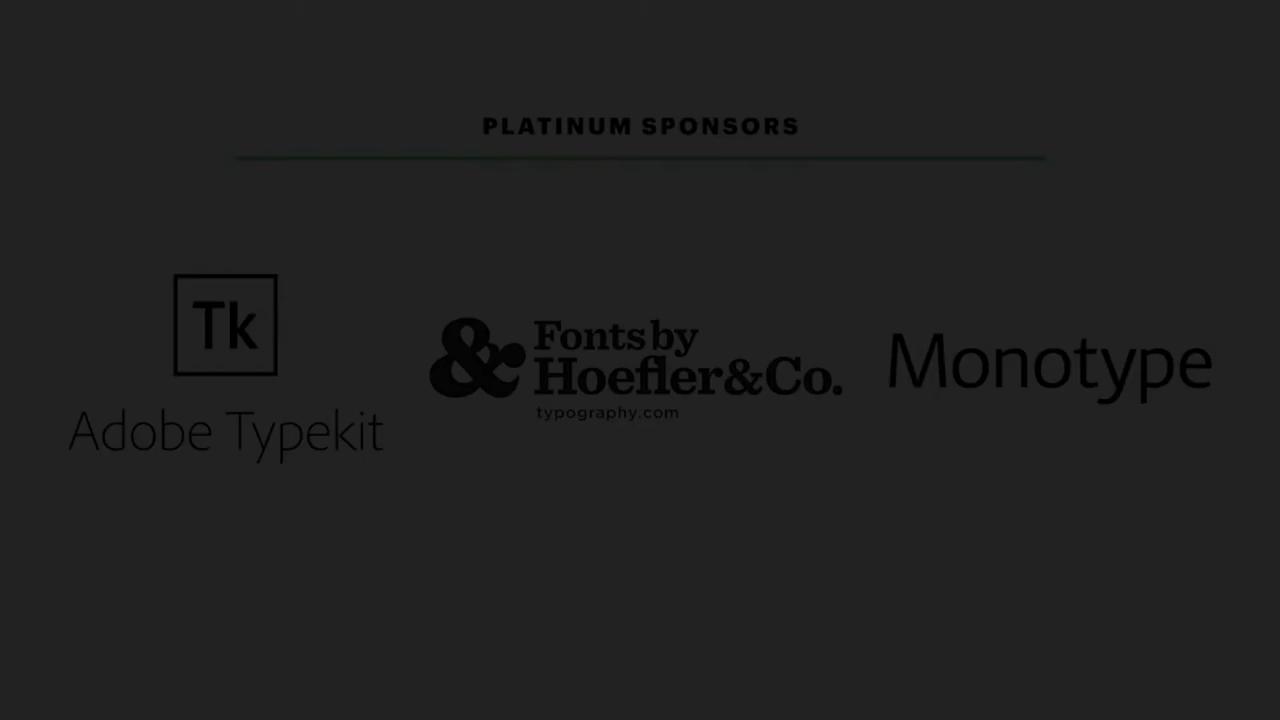 PLATINUM SPONSORS
Tk
Adobe Typekit
& Fonts by
Hoefler&Co.
typography.com
Monotype